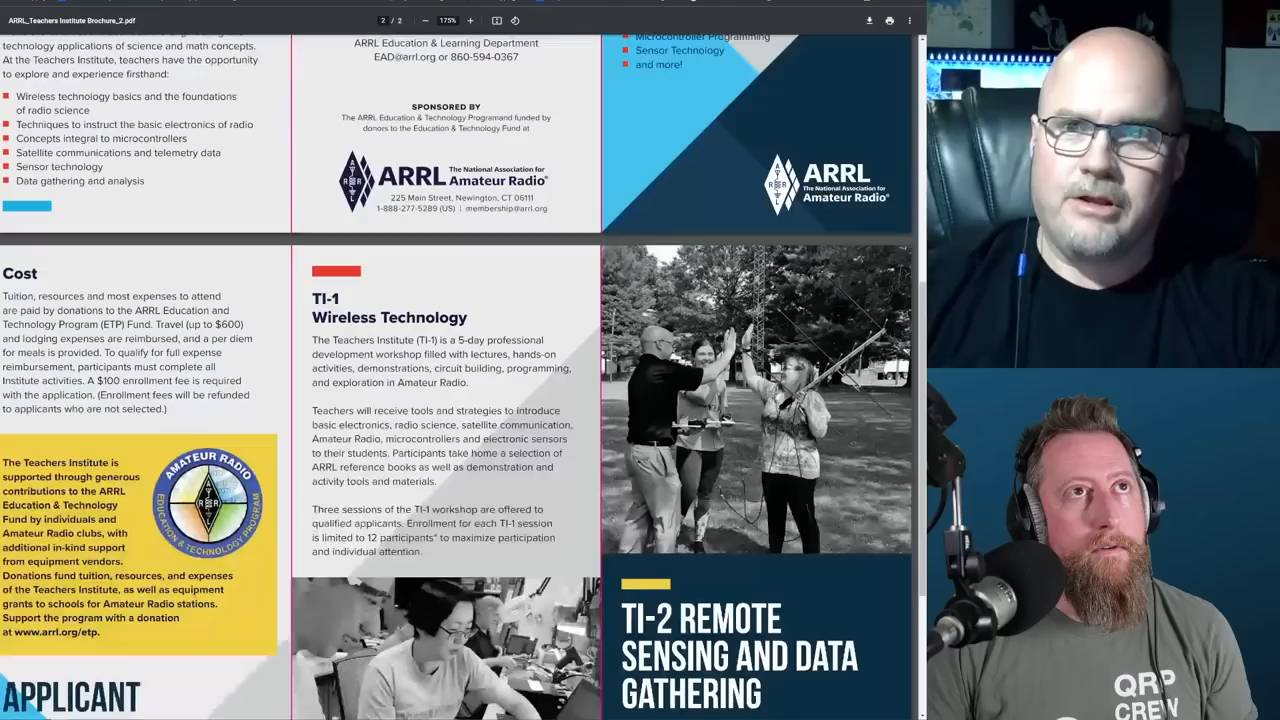 ARRL_Teachers Institute Brochure_2.pdf
2 / 2
175%
technology applications of science and math concepts.
At the Teachers Institute, teachers have the opportunity
to explore and experience firsthand:
Wireless technology basics and the foundations
of radio science
Techniques to instruct the basic electronics of radio
Concepts integral to microcontrollers
Satellite communications and telemetry data
Sensor technology
Data gathering and analysis
ARRL Education & Learning Department
EAD@arrl.org or 860-594-0367
SPONSORED BY
The ARRL Education & Technology Programand funded by
donors to the Education & Technology Fund at
ARRL The National Association for
Amateur Radio®
225 Main Street, Newington, CT 06111
1-888-277-5289 (US) | membership@arrl.org
Microcontroller Programming
Sensor Technology
and more!
ARRL
The National Association for
Amateur Radio®
Cost
Tuition, resources and most expenses to attend
are paid by donations to the ARRL Education and
Technology Program (ETP) Fund. Travel (up to $600)
and lodging expenses are reimbursed, and a per diem
for meals is provided. To qualify for full expense
reimbursement, participants must complete all
Institute activities. A $100 enrollment fee is required
with the application. (Enrollment fees will be refunded
to applicants who are not selected.)
The Teachers Institute is
supported through generous
contributions to the ARRL
Education & Technology
Fund by individuals and
Amateur Radio clubs, with
additional in-kind support
from equipment vendors.
Donations fund tuition, resources, and expenses
of the Teachers Institute, as well as equipment
grants to schools for Amateur Radio stations.
Support the program with a donation
at www.arrl.org/etp.
AMATEUR RADIO
EDUCATION & TECHNOLOGY PROGRAM
APPLICANT
TI-1
Wireless Technology
The Teachers Institute (TI-1) is a 5-day professional
development workshop filled with lectures, hands-on
activities, demonstrations, circuit building, programming,
and exploration in Amateur Radio.
Teachers will receive tools and strategies to introduce
basic electronics, radio science, satellite communication,
Amateur Radio, microcontrollers and electronic sensors
to their students. Participants take home a selection of
ARRL reference books as well as demonstration and
activity tools and materials.
Three sessions of the TI-1 workshop are offered to
qualified applicants. Enrollment for each TI-1 session
is limited to 12 participants* to maximize participation
and individual attention.
TI-2 REMOTE
SENSING AND DATA
GATHERING
QRP
CREW